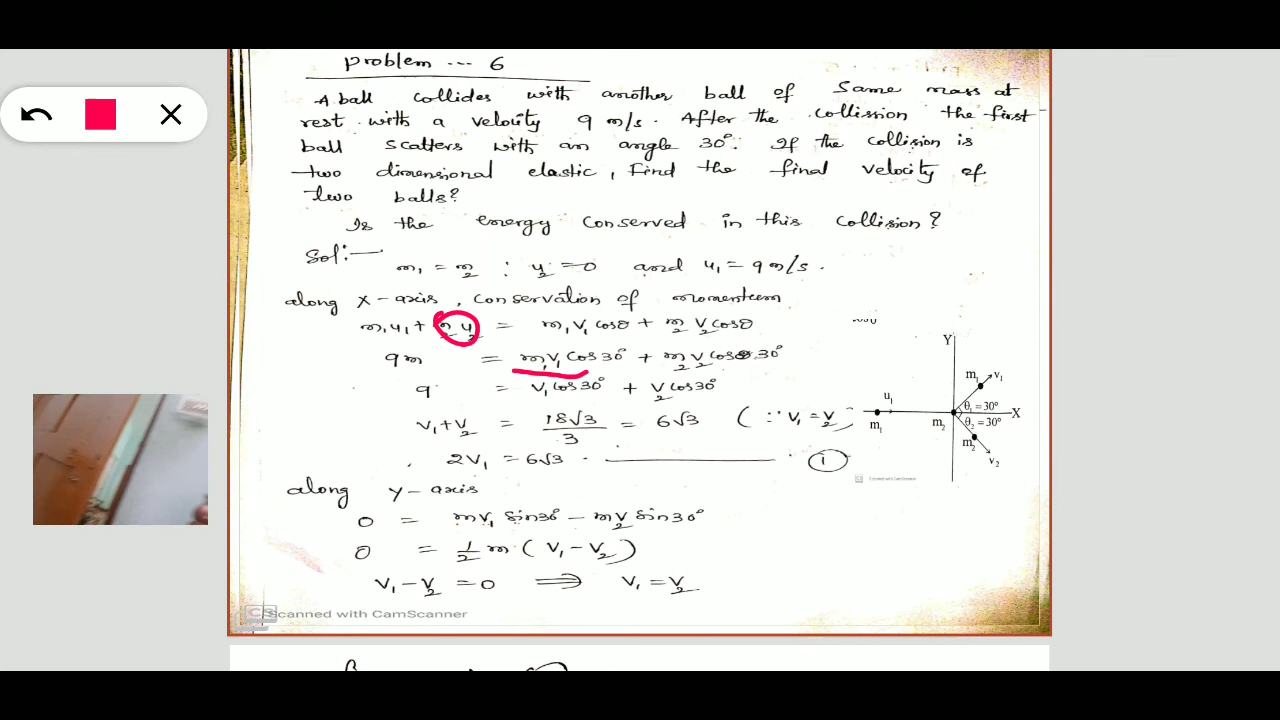 problem ... 6
A ball collides with another ball of same mass at
rest with a velocity 9 m/s. After the collission the first
ball scatters with an angle 30°. If the collision is
two dimensional elastic, Find the final velocity of
two balls?
Is the energy conserved in this collision?
Sol:—
m₁ = m₂ : u₂ = 0 and u₁ = 9 m/s.
along X-axis, conservation of momentum
m₁u₁ + m₂u₂ = m₁v₁cosθ + m₂v₂cosθ
9m = m₁v₁cos30° + m₂v₂cos30°
9 = v₁cos30° + v₂cos30°
v₁+v₂ = 18√3/3 = 6√3 (∵ v₁=v₂)
2v₁ = 6√3 . ——— (1)
along y-axis
0 = mv₁ sin30° – mv₂ sin30°
0 = 1/2 m (v₁ – v₂)
v₁ – v₂ = 0 ⟹ v₁ = v₂
Y
m₁ v₁
u₁
θ₁ = 30° X
m₁ m₂ θ₂ = 30°
m₂
v₂
CS Scanned with CamScanner